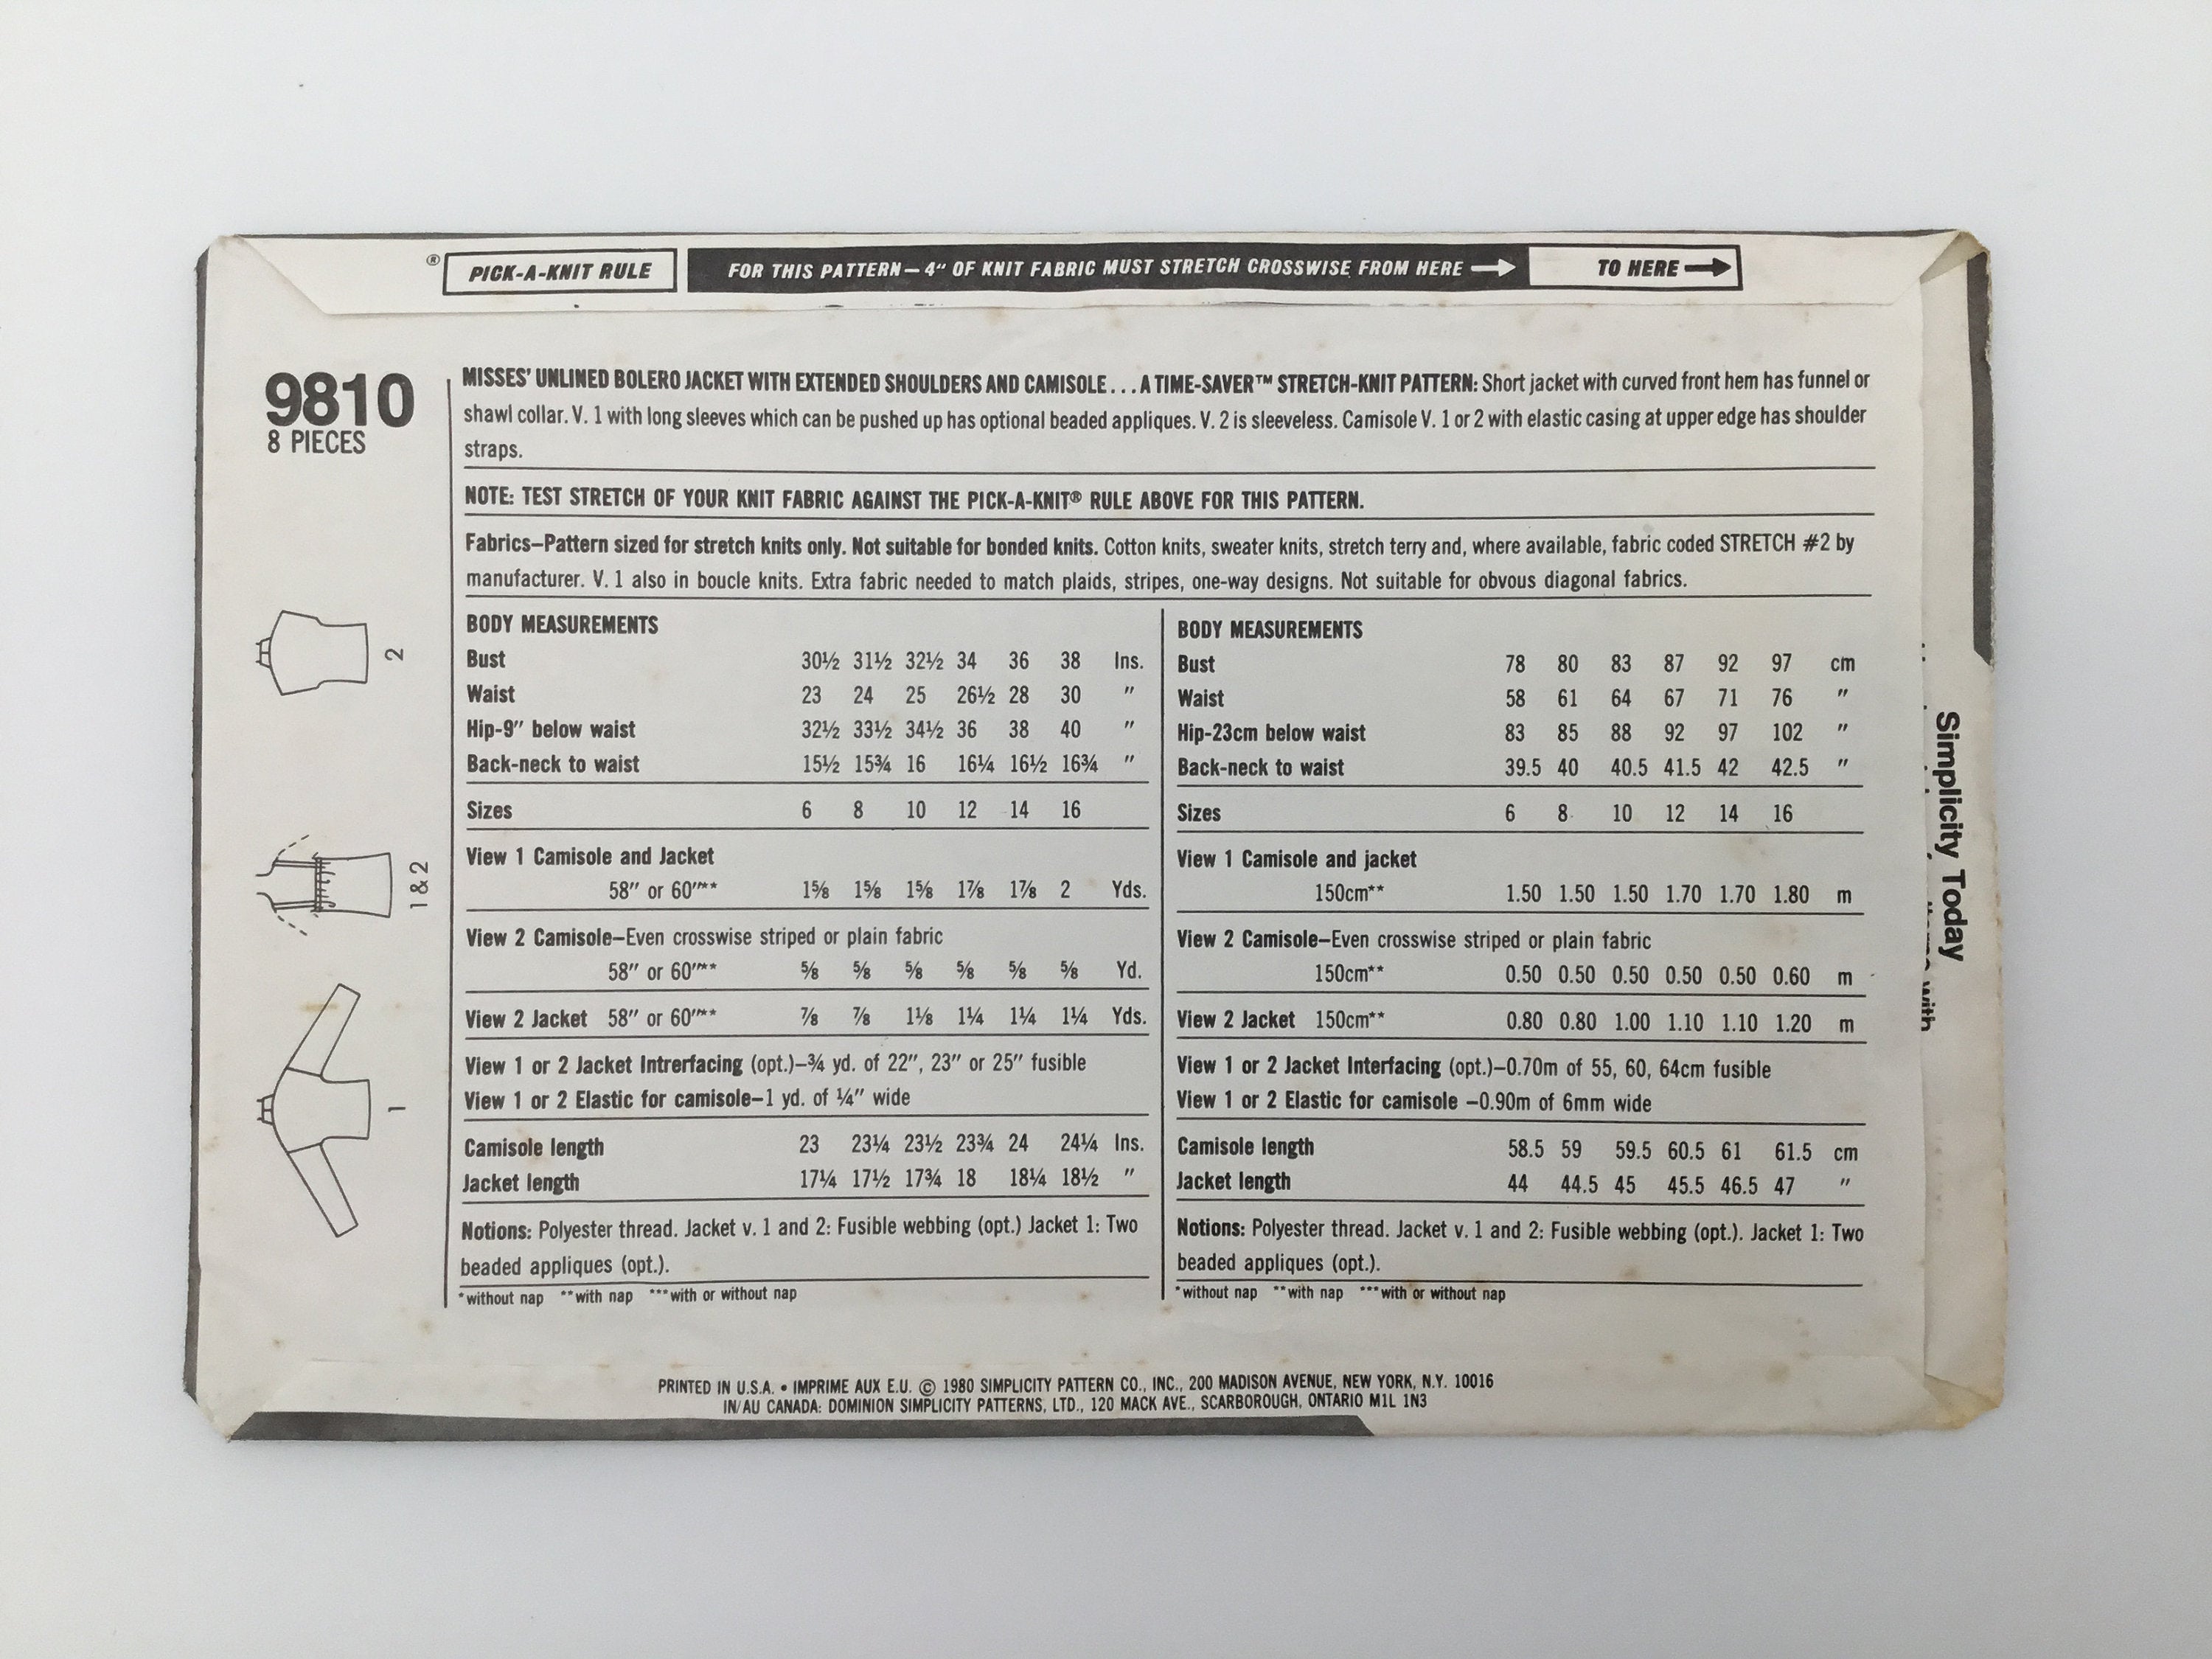 ® PICK-A-KNIT RULE FOR THIS PATTERN—4" OF KNIT FABRIC MUST STRETCH CROSSWISE FROM HERE → TO HERE →
9810
8 PIECES
MISSES' UNLINED BOLERO JACKET WITH EXTENDED SHOULDERS AND CAMISOLE...A TIME-SAVER™ STRETCH-KNIT PATTERN: Short jacket with curved front hem has funnel or
shawl collar. V. 1 with long sleeves which can be pushed up has optional beaded appliques. V. 2 is sleeveless. Camisole V. 1 or 2 with elastic casing at upper edge has shoulder
straps.
NOTE: TEST STRETCH OF YOUR KNIT FABRIC AGAINST THE PICK-A-KNIT® RULE ABOVE FOR THIS PATTERN.
Fabrics—Pattern sized for stretch knits only. Not suitable for bonded knits. Cotton knits, sweater knits, stretch terry and, where available, fabric coded STRETCH #2 by
manufacturer. V. 1 also in boucle knits. Extra fabric needed to match plaids, stripes, one-way designs. Not suitable for obvous diagonal fabrics.
2
1 & 2
1
BODY MEASUREMENTS
Bust 30½ 31½ 32½ 34 36 38 Ins.
Waist 23 24 25 26½ 28 30 "
Hip-9" below waist 32½ 33½ 34½ 36 38 40 "
Back-neck to waist 15½ 15¾ 16 16¼ 16½ 16¾ "
Sizes 6 8 10 12 14 16
View 1 Camisole and Jacket
58" or 60"** 1⅝ 1⅝ 1⅝ 1⅞ 1⅞ 2 Yds.
View 2 Camisole—Even crosswise striped or plain fabric
58" or 60"** ⅝ ⅝ ⅝ ⅝ ⅝ ⅝ Yd.
View 2 Jacket 58" or 60"** ⅞ ⅞ 1⅛ 1¼ 1¼ 1¼ Yds.
View 1 or 2 Jacket Intrerfacing (opt.)—¾ yd. of 22", 23" or 25" fusible
View 1 or 2 Elastic for camisole—1 yd. of ¼" wide
Camisole length 23 23¼ 23½ 23¾ 24 24¼ Ins.
Jacket length 17¼ 17½ 17¾ 18 18¼ 18½ "
Notions: Polyester thread. Jacket v. 1 and 2: Fusible webbing (opt.) Jacket 1: Two
beaded appliques (opt.).
*without nap **with nap ***with or without nap
BODY MEASUREMENTS
Bust 78 80 83 87 92 97 cm
Waist 58 61 64 67 71 76 "
Hip-23cm below waist 83 85 88 92 97 102 "
Back-neck to waist 39.5 40 40.5 41.5 42 42.5 "
Sizes 6 8 10 12 14 16
View 1 Camisole and jacket
150cm** 1.50 1.50 1.50 1.70 1.70 1.80 m
View 2 Camisole—Even crosswise striped or plain fabric
150cm** 0.50 0.50 0.50 0.50 0.50 0.60 m
View 2 Jacket 150cm** 0.80 0.80 1.00 1.10 1.10 1.20 m
View 1 or 2 Jacket Interfacing (opt.)—0.70m of 55, 60, 64cm fusible
View 1 or 2 Elastic for camisole –0.90m of 6mm wide
Camisole length 58.5 59 59.5 60.5 61 61.5 cm
Jacket length 44 44.5 45 45.5 46.5 47 "
Notions: Polyester thread. Jacket v. 1 and 2: Fusible webbing (opt.). Jacket 1: Two
beaded appliques (opt.).
*without nap **with nap ***with or without nap
Simplicity Today
with
PRINTED IN U.S.A. • IMPRIME AUX E.U. © 1980 SIMPLICITY PATTERN CO., INC., 200 MADISON AVENUE, NEW YORK, N.Y. 10016
IN/AU CANADA: DOMINION SIMPLICITY PATTERNS, LTD., 120 MACK AVE., SCARBOROUGH, ONTARIO M1L 1N3